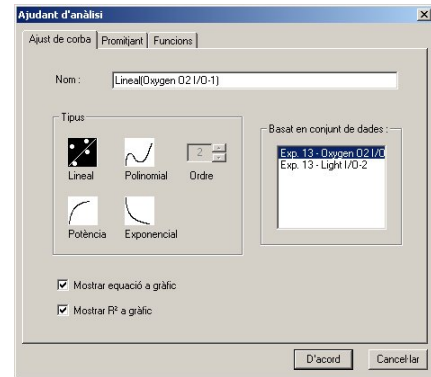 Ajudant d'anàlisi
Ajust de corba Promitjant Funcions
Nom : Lineal(Oxygen O2 I/O-1)
Tipus
Basat en conjunt de dades :
2
Lineal Polinomial Ordre
Exp. 13 - Oxygen O2 I/O
Exp. 13 - Light I/O-2
Potència Exponencial
Mostrar equació a gràfic
Mostrar R² a gràfic
D'acord Cancel·lar